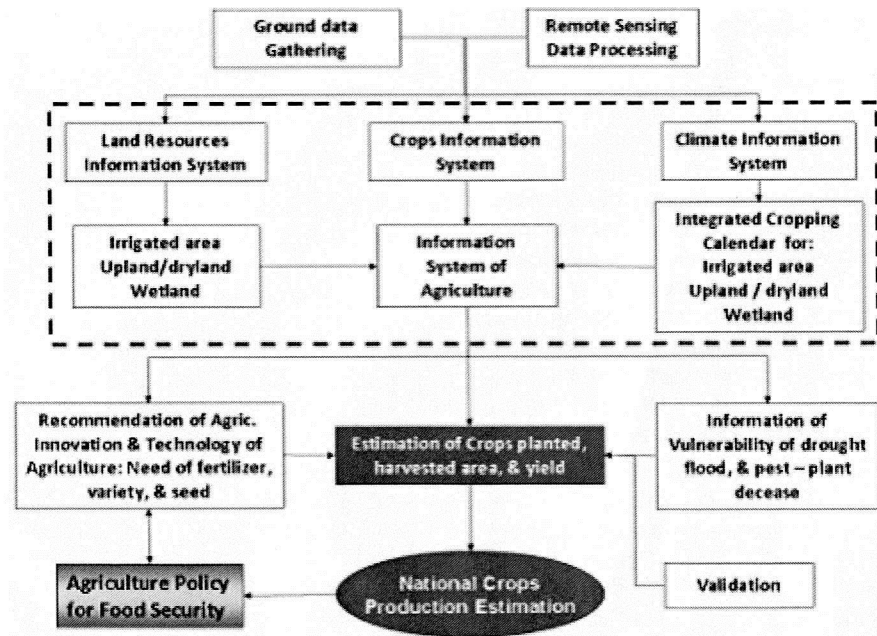 Ground data
Gathering
Remote Sensing
Data Processing
Land Resources
Information System
Crops Information
System
Climate Information
System
Irrigated area
Upland/dryland
Wetland
Information
System of
Agriculture
Integrated Cropping
Calendar for:
Irrigated area
Upland / dryland
Wetland
Recommendation of Agric.
Innovation & Technology of
Agriculture: Need of fertilizer,
variety, & seed
Estimation of Crops planted,
harvested area, & yield
Information of
Vulnerability of drought
flood, & pest – plant
decease
Agriculture Policy
for Food Security
National Crops
Production Estimation
Validation